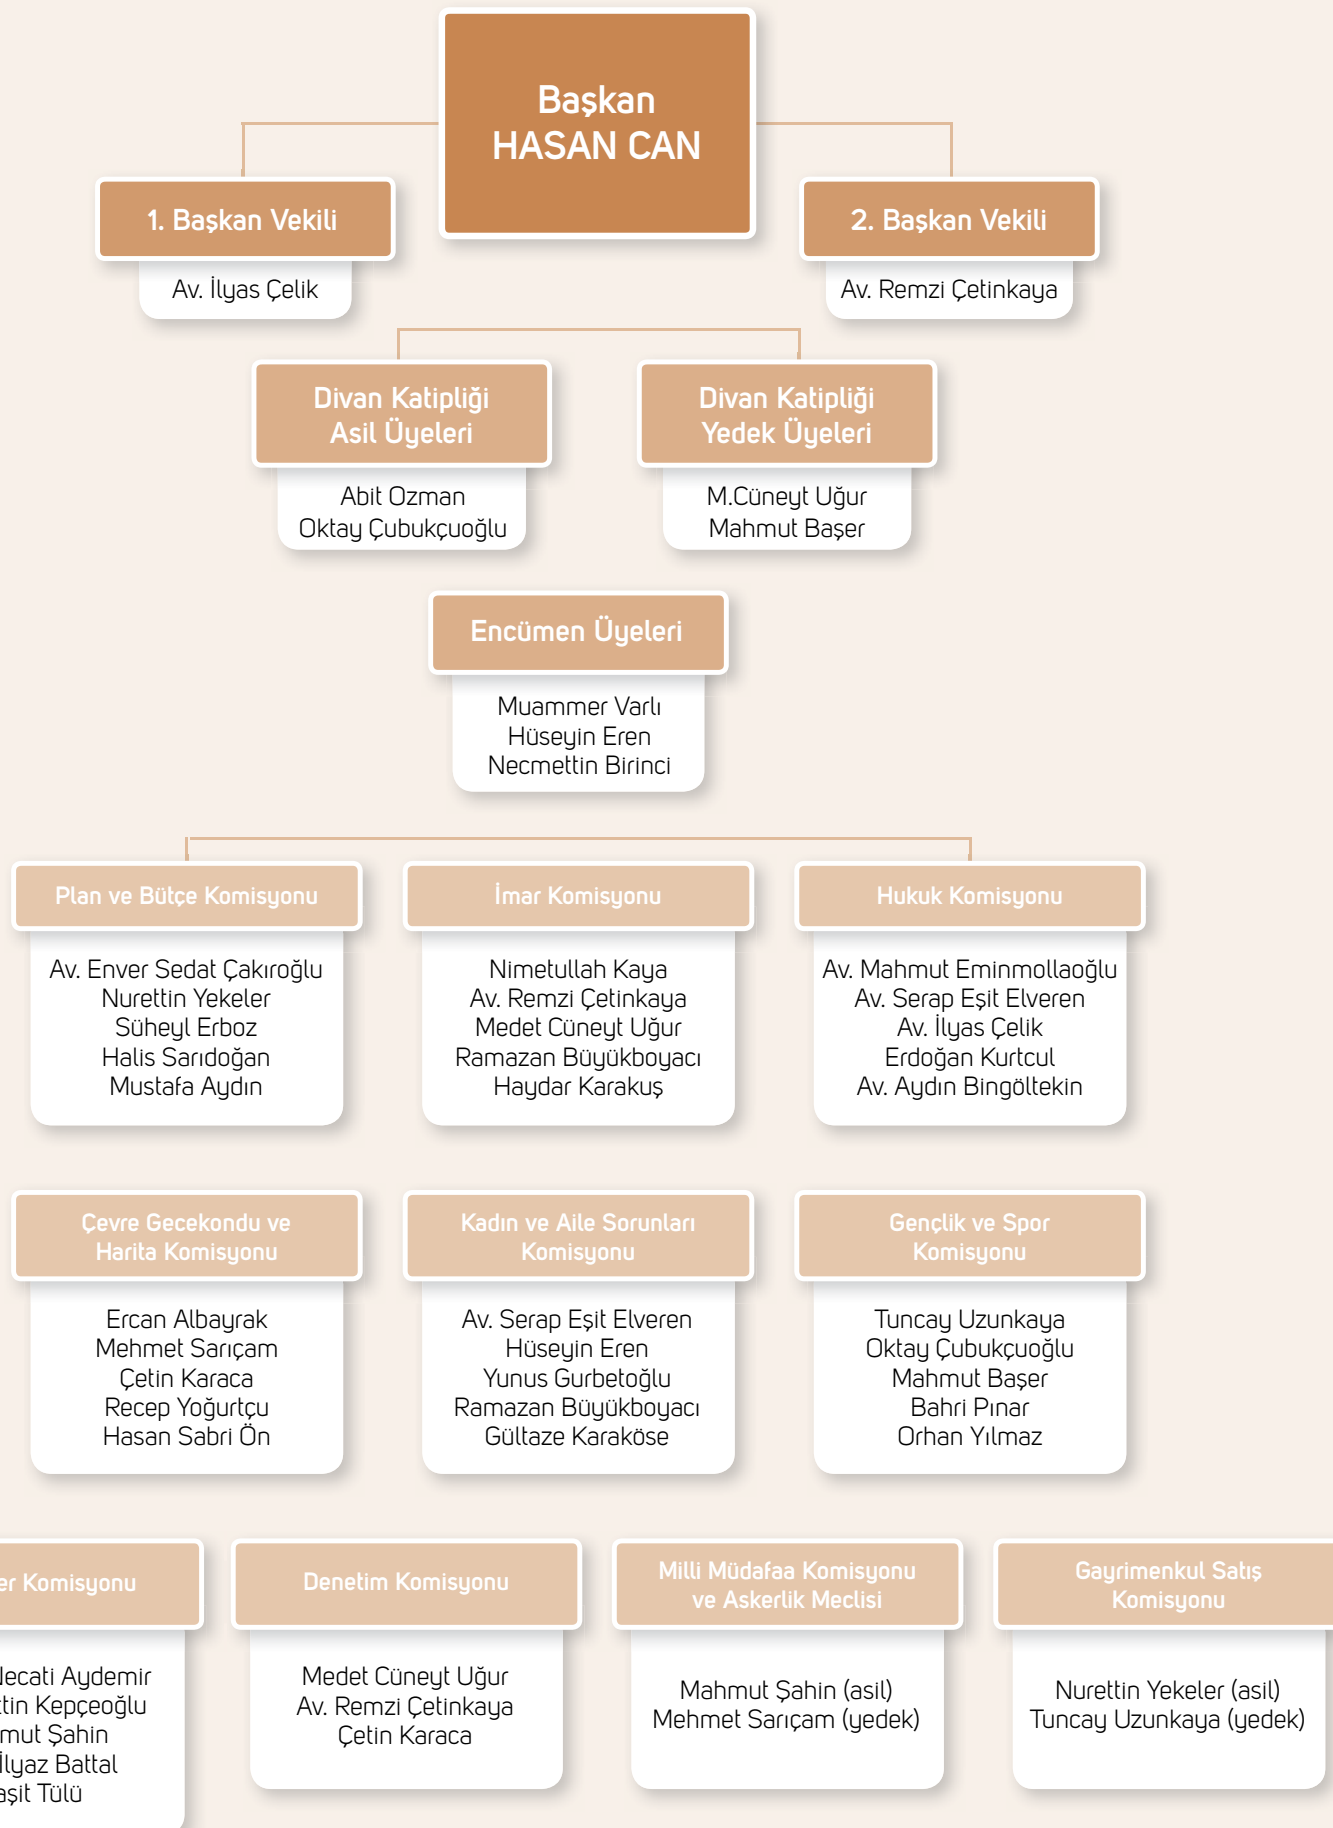 Başkan
HASAN CAN
1. Başkan Vekili
Av. İlyas Çelik
2. Başkan Vekili
Av. Remzi Çetinkaya
Divan Katipliği
Asil Üyeleri
Abit Ozman
Oktay Çubukçuoğlu
Divan Katipliği
Yedek Üyeleri
M.Cüneyt Uğur
Mahmut Başer
Encümen Üyeleri
Muammer Varlı
Hüseyin Eren
Necmettin Birinci
Plan ve Bütçe Komisyonu
Av. Enver Sedat Çakıroğlu
Nurettin Yekeler
Süheyl Erboz
Halis Sarıdoğan
Mustafa Aydın
İmar Komisyonu
Nimetullah Kaya
Av. Remzi Çetinkaya
Medet Cüneyt Uğur
Ramazan Büyükboyacı
Haydar Karakuş
Hukuk Komisyonu
Av. Mahmut Eminmollaoğlu
Av. Serap Eşit Elveren
Av. İlyas Çelik
Erdoğan Kurtcul
Av. Aydın Bingöltekin
Çevre Gecekondu ve
Harita Komisyonu
Ercan Albayrak
Mehmet Sarıçam
Çetin Karaca
Recep Yoğurtçu
Hasan Sabri Ön
Kadın ve Aile Sorunları
Komisyonu
Av. Serap Eşit Elveren
Hüseyin Eren
Yunus Gurbetoğlu
Ramazan Büyükboyacı
Gültaze Karaköse
Gençlik ve Spor
Komisyonu
Tuncay Uzunkaya
Oktay Çubukçuoğlu
Mahmut Başer
Bahri Pınar
Orhan Yılmaz
Komisyonu
Necati Aydemir
Kepçeoğlu
Şahin
İlyaz Battal
Tülü
Denetim Komisyonu
Medet Cüneyt Uğur
Av. Remzi Çetinkaya
Çetin Karaca
Milli Müdafaa Komisyonu
ve Askerlik Meclisi
Mahmut Şahin (asil)
Mehmet Sarıçam (yedek)
Gayrimenkul Satış
Komisyonu
Nurettin Yekeler (asil)
Tuncay Uzunkaya (yedek)